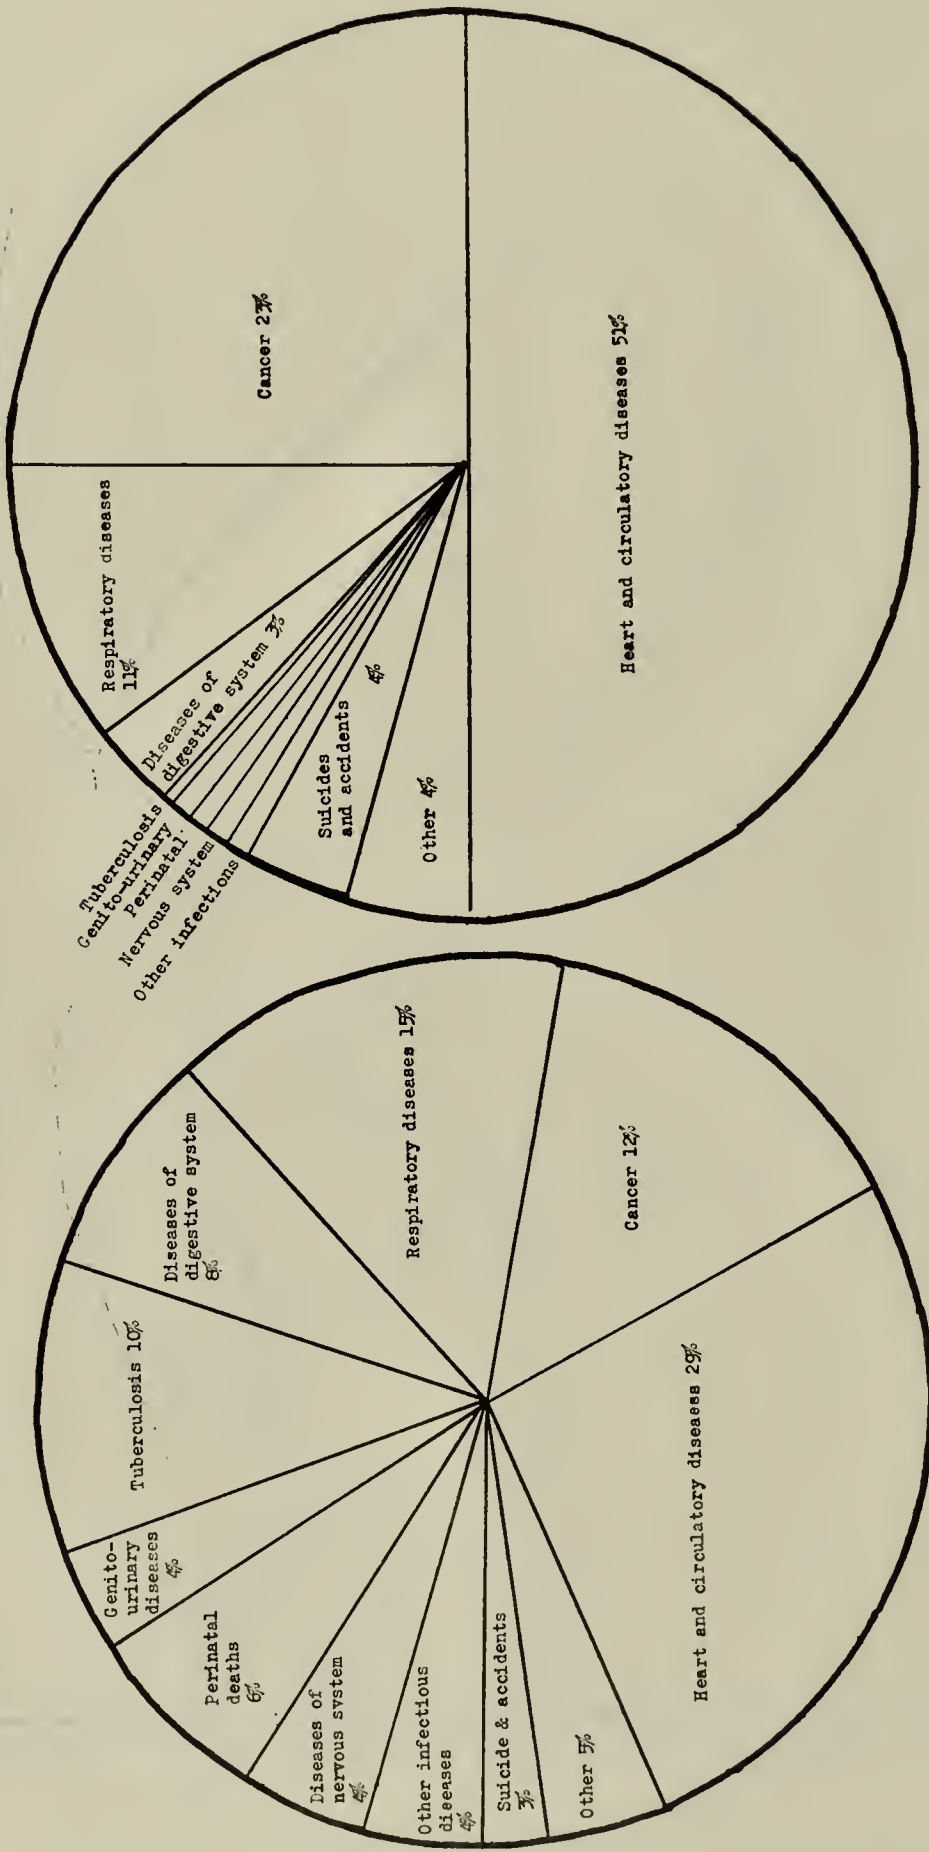 Diseases of
digestive system
8%
Tuberculosis 10%
Genito-
urinary
diseases
4%
Perinatal
deaths
6%
Diseases of
nervous system
4%
Other infectious
diseases
4%
Suicide & accidents
3%
Other 5%
Respiratory diseases 15%
Cancer 12%
Heart and circulatory diseases 29%
Respiratory diseases
11%
Diseases of
digestive system 3%
Tuberculosis
Genito-urinary
Perinatal
Nervous system
Other infections
Suicides
and accidents
4%
Other 4%
Cancer 23%
Heart and circulatory diseases 52%